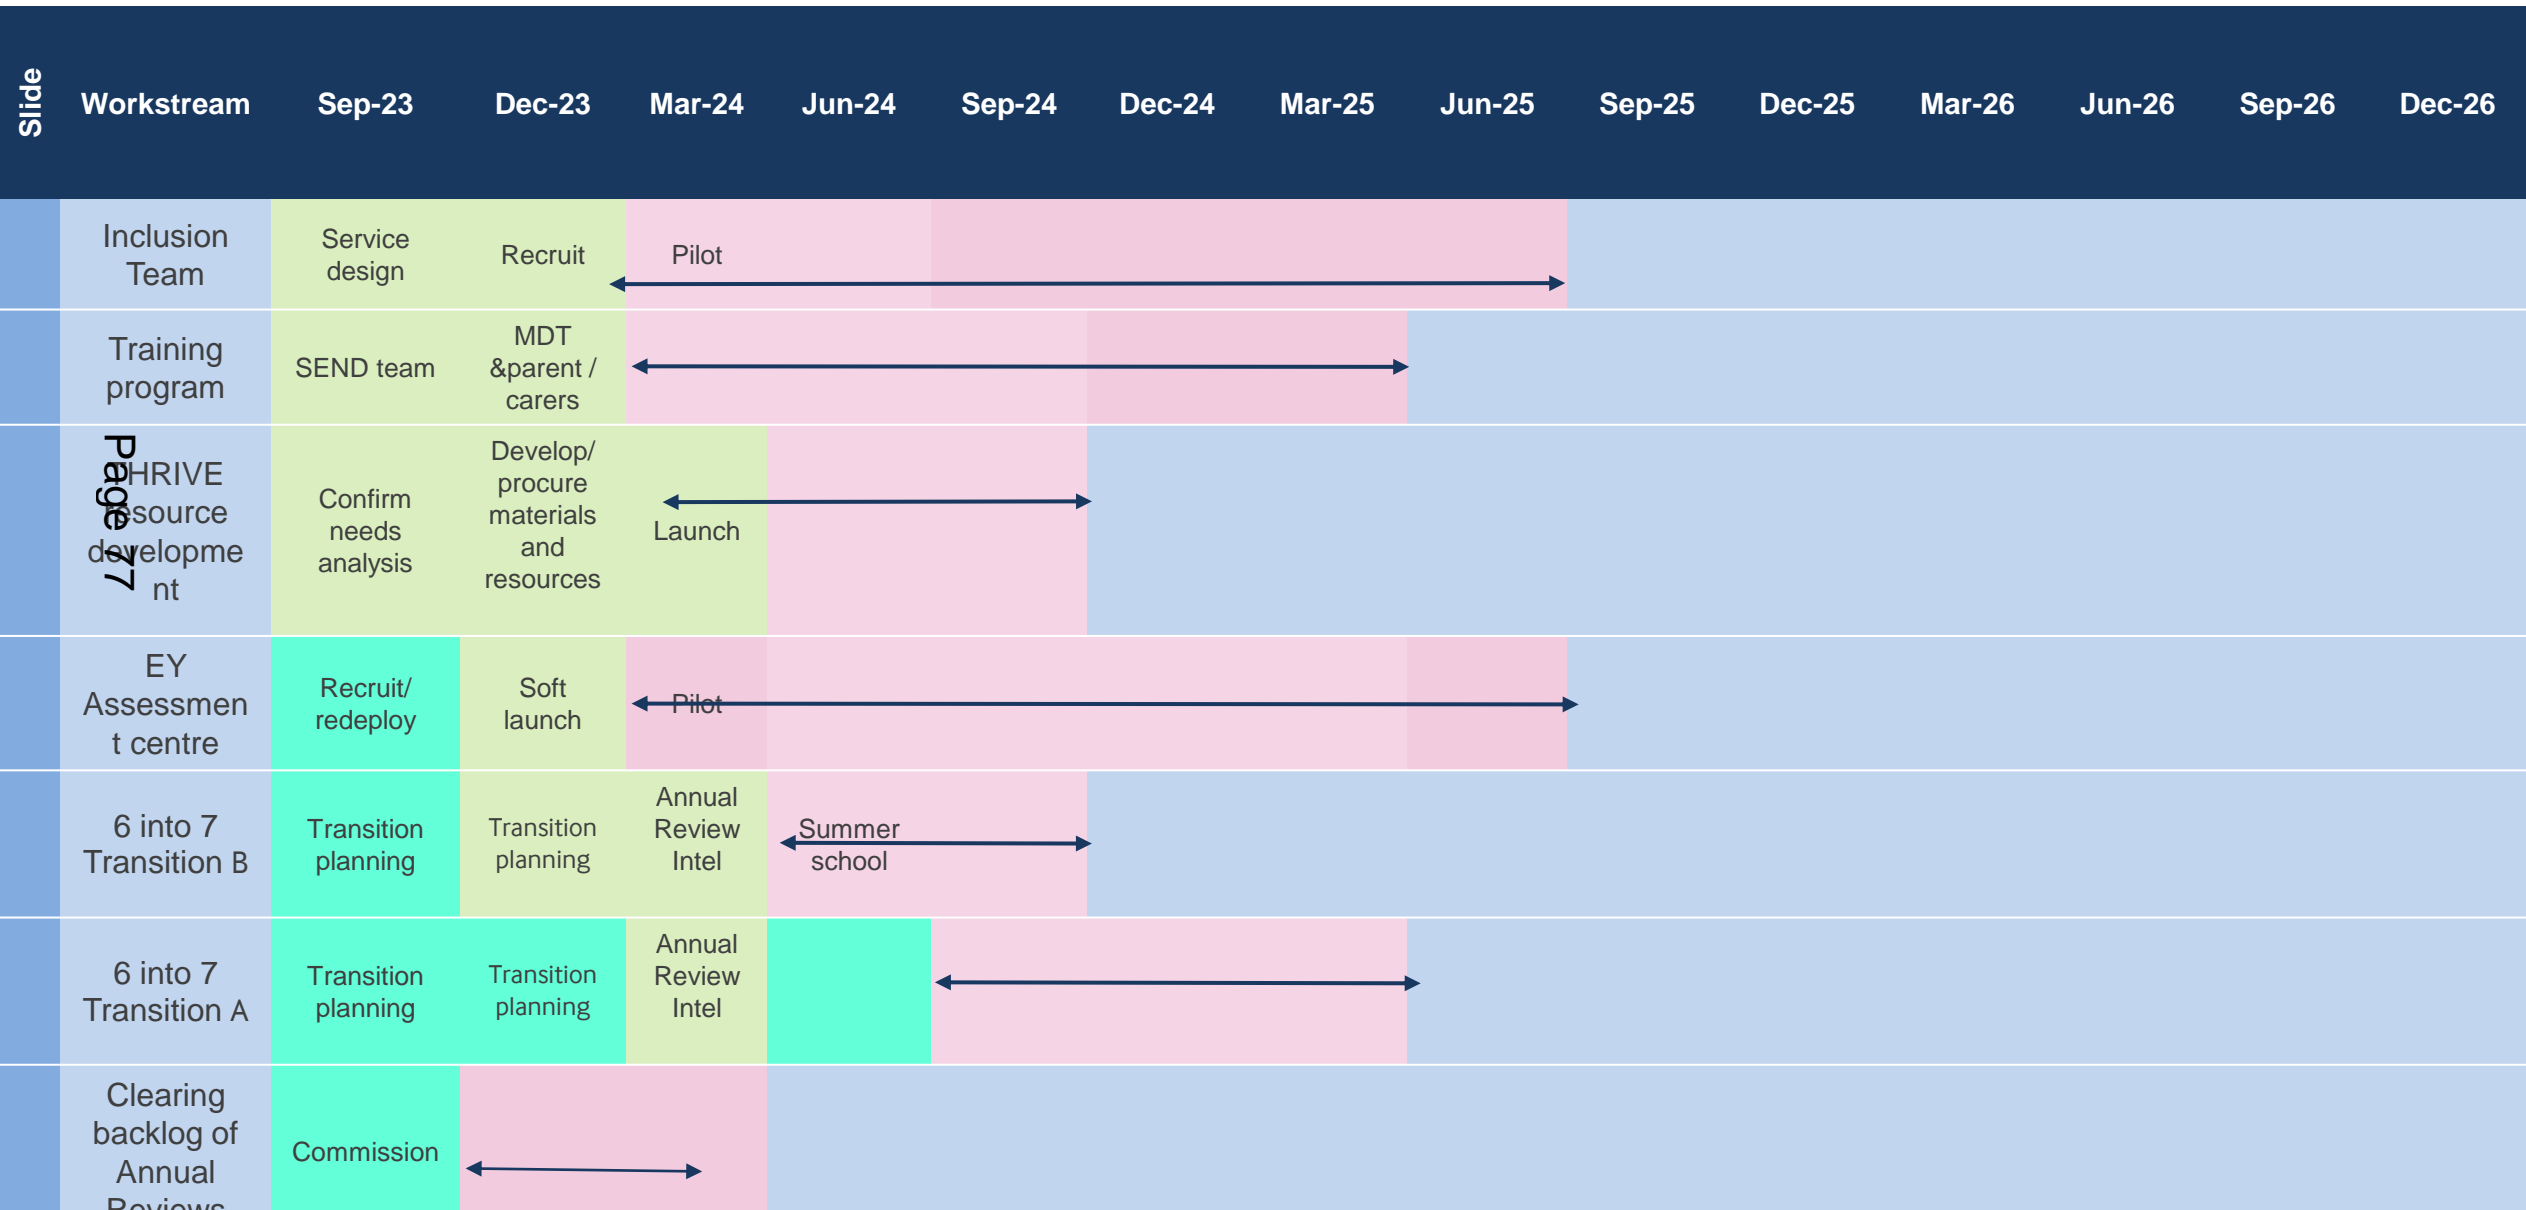 Slide
Workstream
Sep-23
Dec-23
Mar-24
Jun-24
Sep-24
Dec-24
Mar-25
Jun-25
Sep-25
Dec-25
Mar-26
Jun-26
Sep-26
Dec-26
Inclusion
Team
Service
design
Recruit
Pilot
Training
program
SEND team
MDT
&parent /
carers
Page 77
THRIVE
resource
developme
nt
Confirm
needs
analysis
Develop/
procure
materials
and
resources
Launch
EY
Assessmen
t centre
Recruit/
redeploy
Soft
launch
Pilot
6 into 7
Transition B
Transition
planning
Transition
planning
Annual
Review
Intel
Summer
school
6 into 7
Transition A
Transition
planning
Transition
planning
Annual
Review
Intel
Clearing
backlog of
Annual
Reviews
Commission